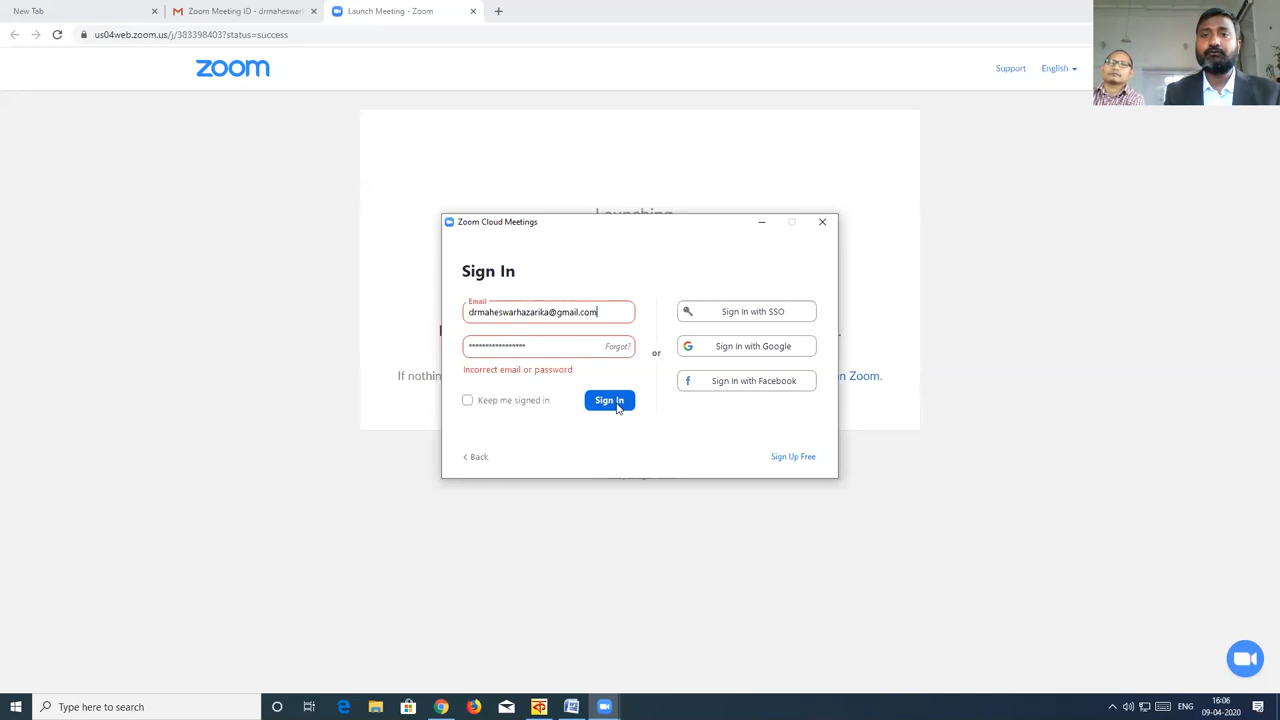 New Tab
Zoom Meeting ID - drmaheswarh
Launch Meeting - Zoom
us04web.zoom.us/j/383398403?status=success
zoom
Support
English
Launching
Zoom Cloud Meetings
Sign In
Email
drmaheswarhazarika@gmail.com
**************** Forgot?
Incorrect email or password
Keep me signed in
Sign In
or
Sign In with SSO
Sign In with Google
Sign In with Facebook
If nothin
n Zoom.
Back
Sign Up Free
Type here to search
ENG
16:06
09-04-2020